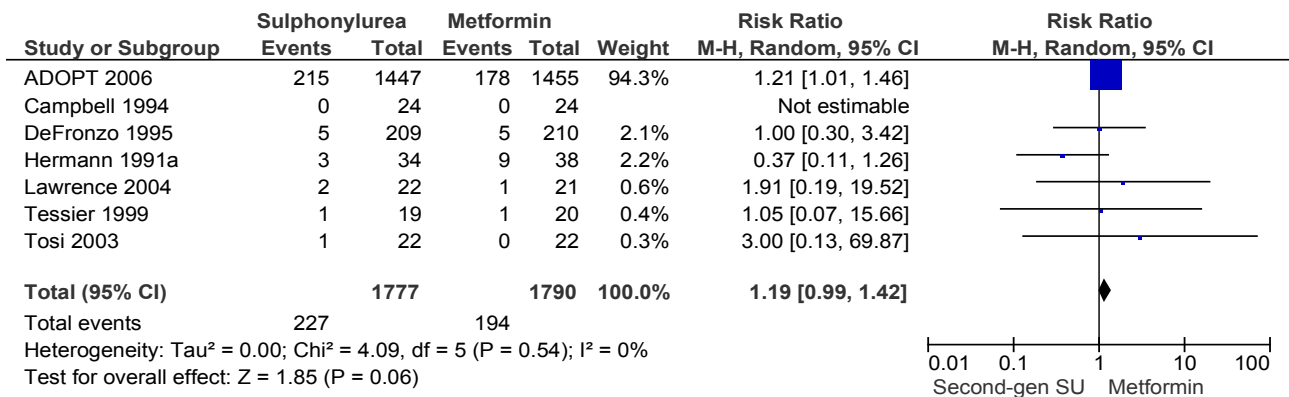 Sulphonylurea Metformin Risk Ratio Risk Ratio
Study or Subgroup Events Total Events Total Weight M-H, Random, 95% CI M-H, Random, 95% CI
ADOPT 2006 215 1447 178 1455 94.3% 1.21 [1.01, 1.46]
Campbell 1994 0 24 0 24 Not estimable
DeFronzo 1995 5 209 5 210 2.1% 1.00 [0.30, 3.42]
Hermann 1991a 3 34 9 38 2.2% 0.37 [0.11, 1.26]
Lawrence 2004 2 22 1 21 0.6% 1.91 [0.19, 19.52]
Tessier 1999 1 19 1 20 0.4% 1.05 [0.07, 15.66]
Tosi 2003 1 22 0 22 0.3% 3.00 [0.13, 69.87]
Total (95% CI) 1777 1790 100.0% 1.19 [0.99, 1.42]
Total events 227 194
Heterogeneity: Tau² = 0.00; Chi² = 4.09, df = 5 (P = 0.54); I² = 0%
Test for overall effect: Z = 1.85 (P = 0.06)
0.01 0.1 1 10 100
Second-gen SU Metformin